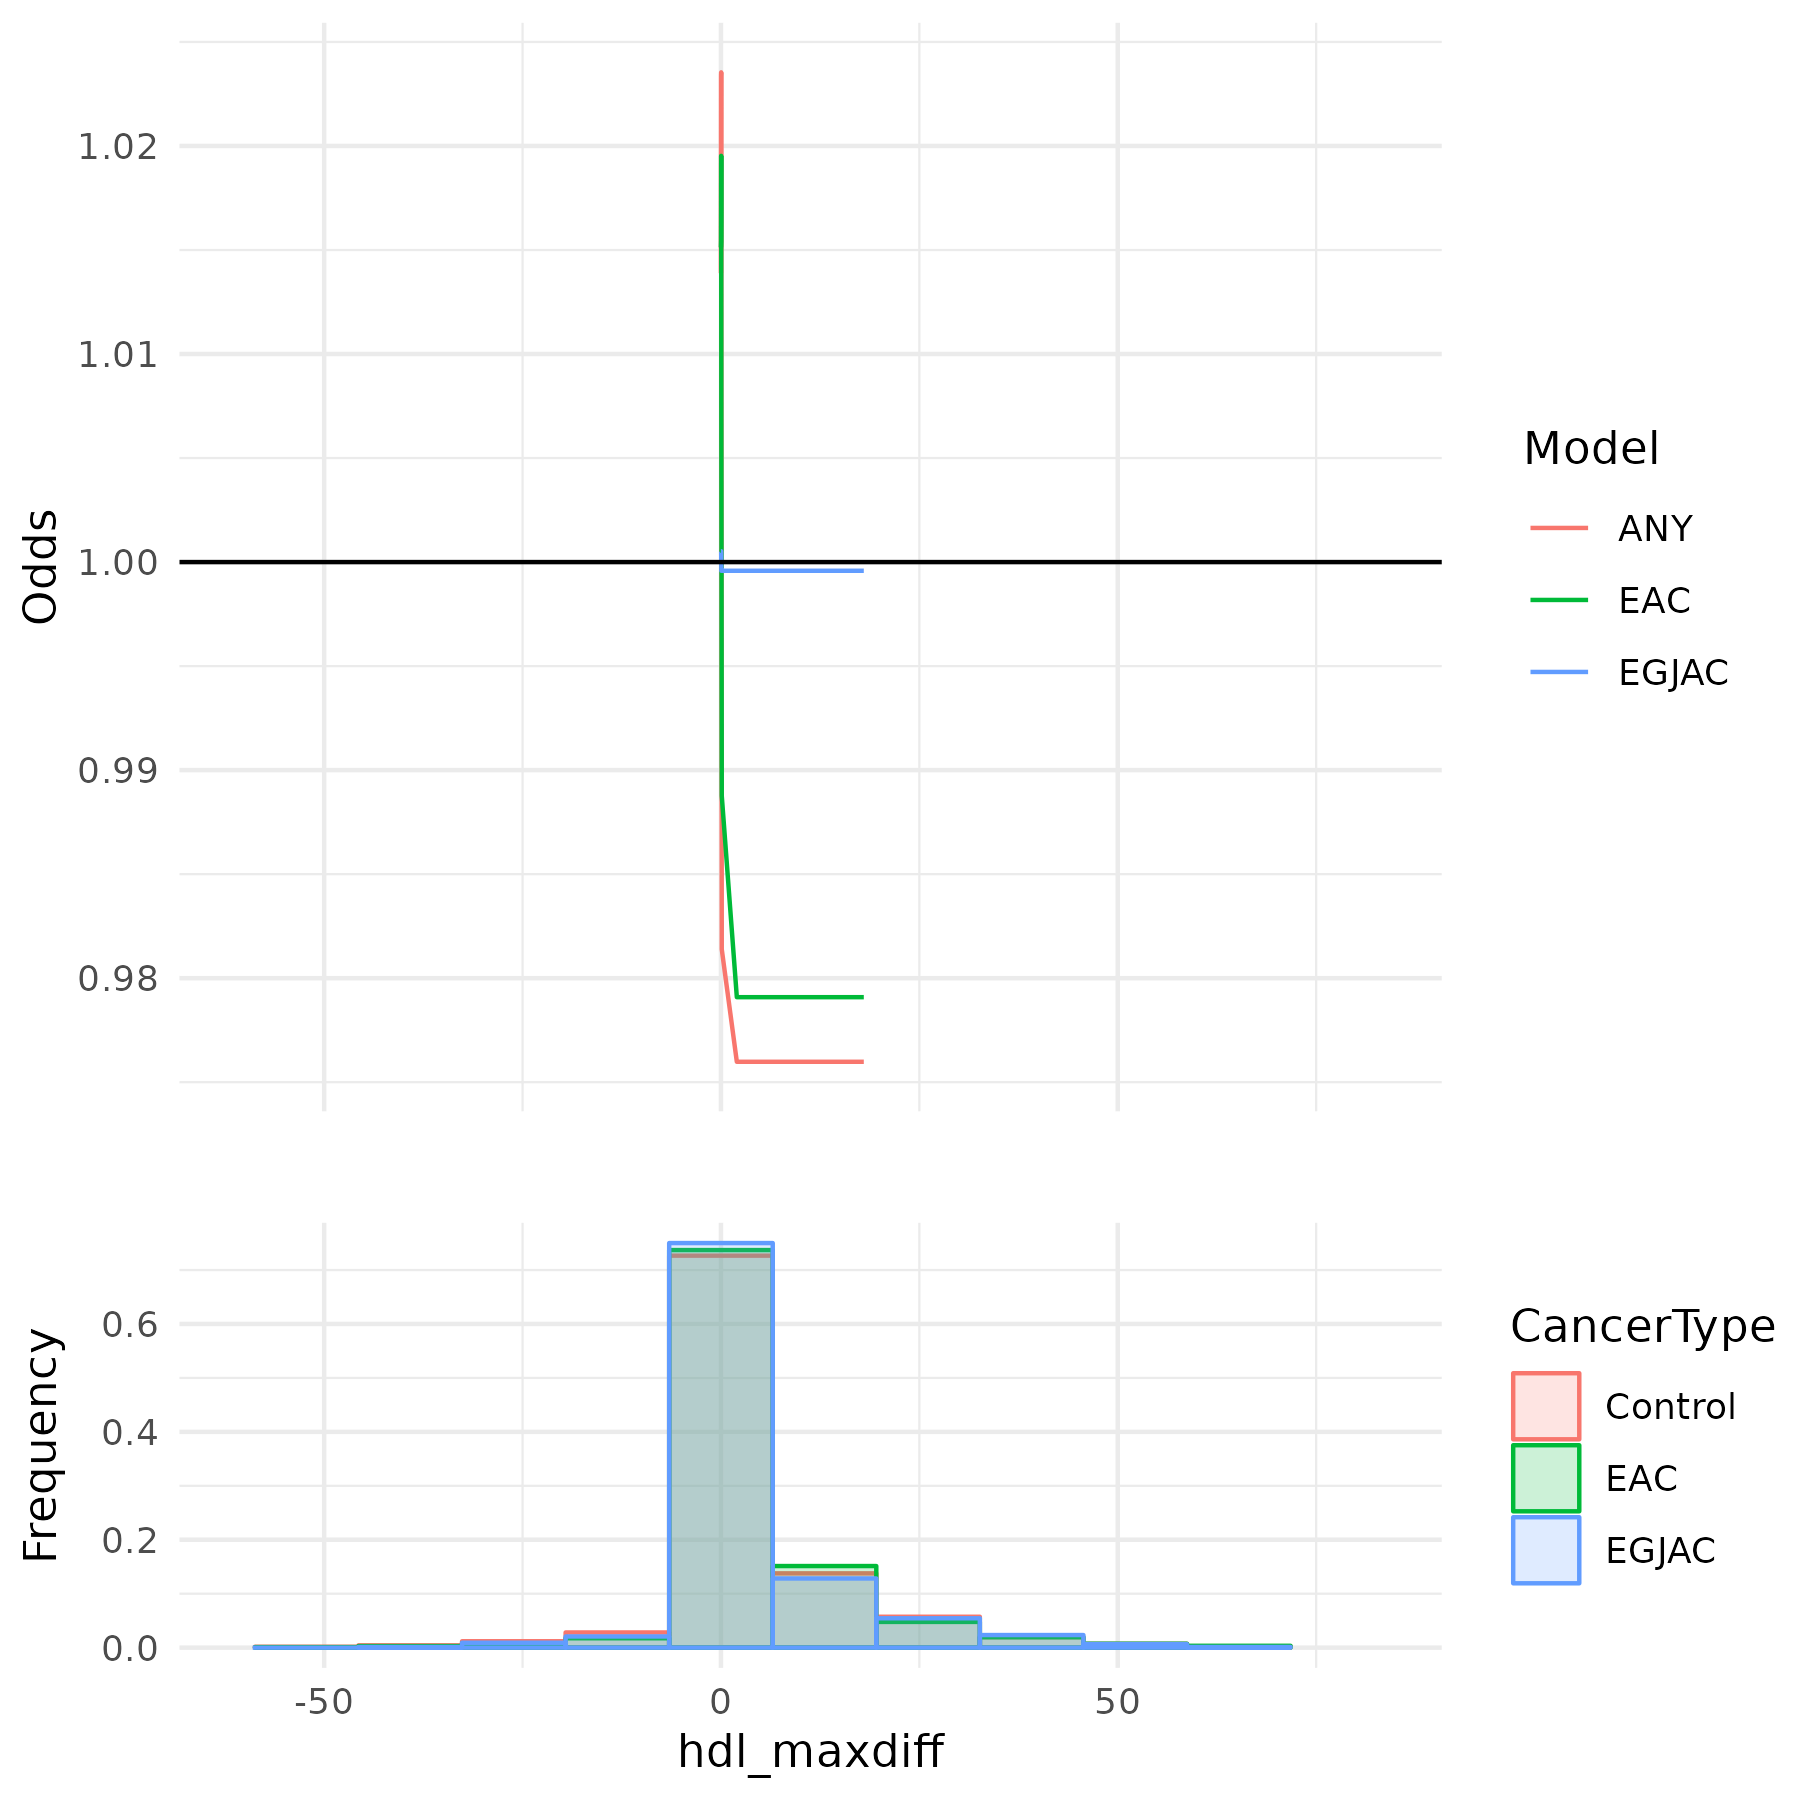 1.02
1.01
1.00
0.99
0.98
Odds
Model
ANY
EAC
EGJAC
0.6
0.4
0.2
0.0
Frequency
-50
0
50
hdl_maxdiff
CancerType
Control
EAC
EGJAC